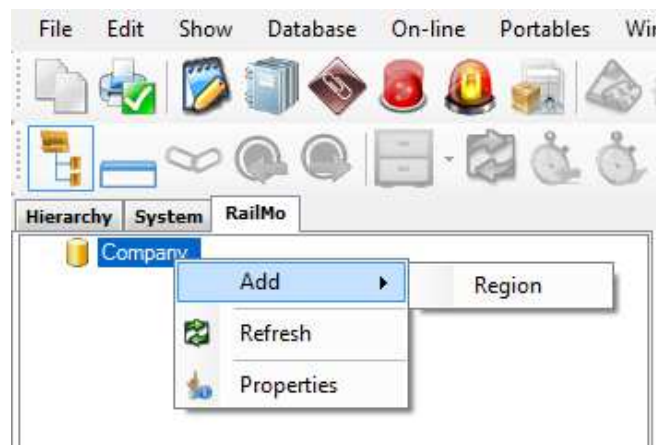 File Edit Show Database On-line Portables
Hierarchy System RailMo
Company
Add Region
Refresh
Properties